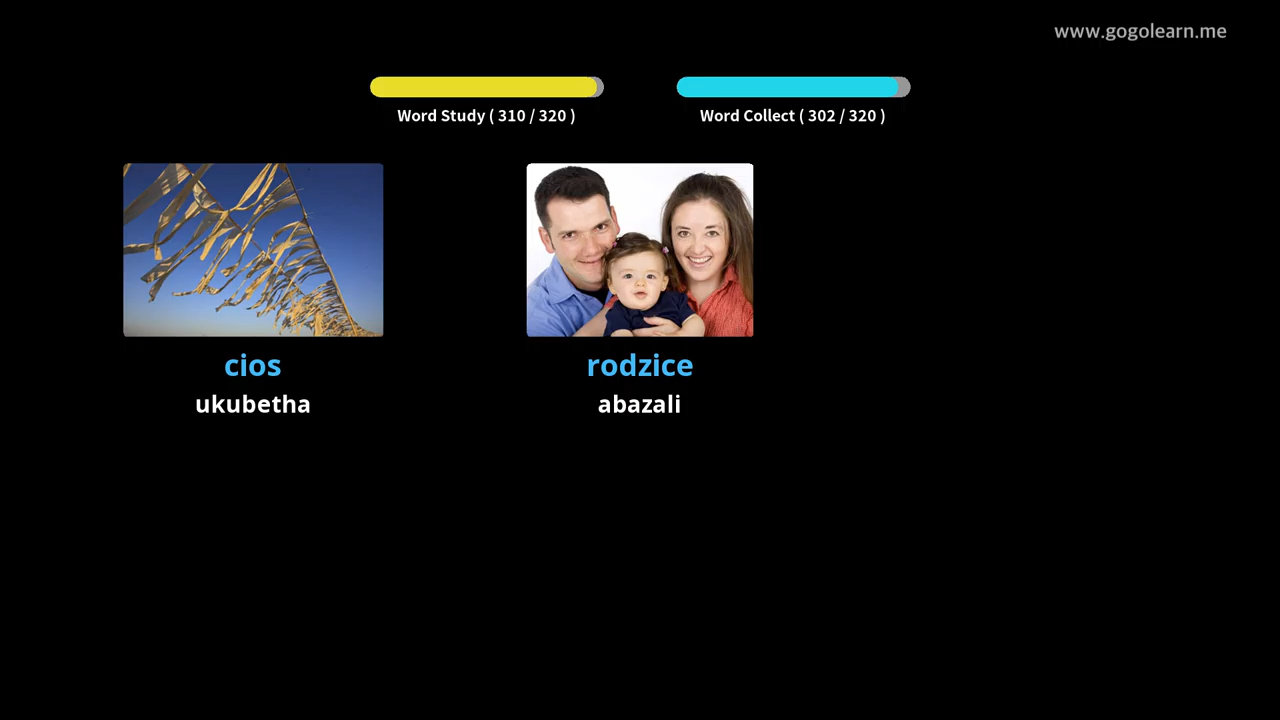 www.gogolearn.me
Word Study ( 310 / 320 )
Word Collect ( 302 / 320 )
cios
ukubetha
rodzice
abazali